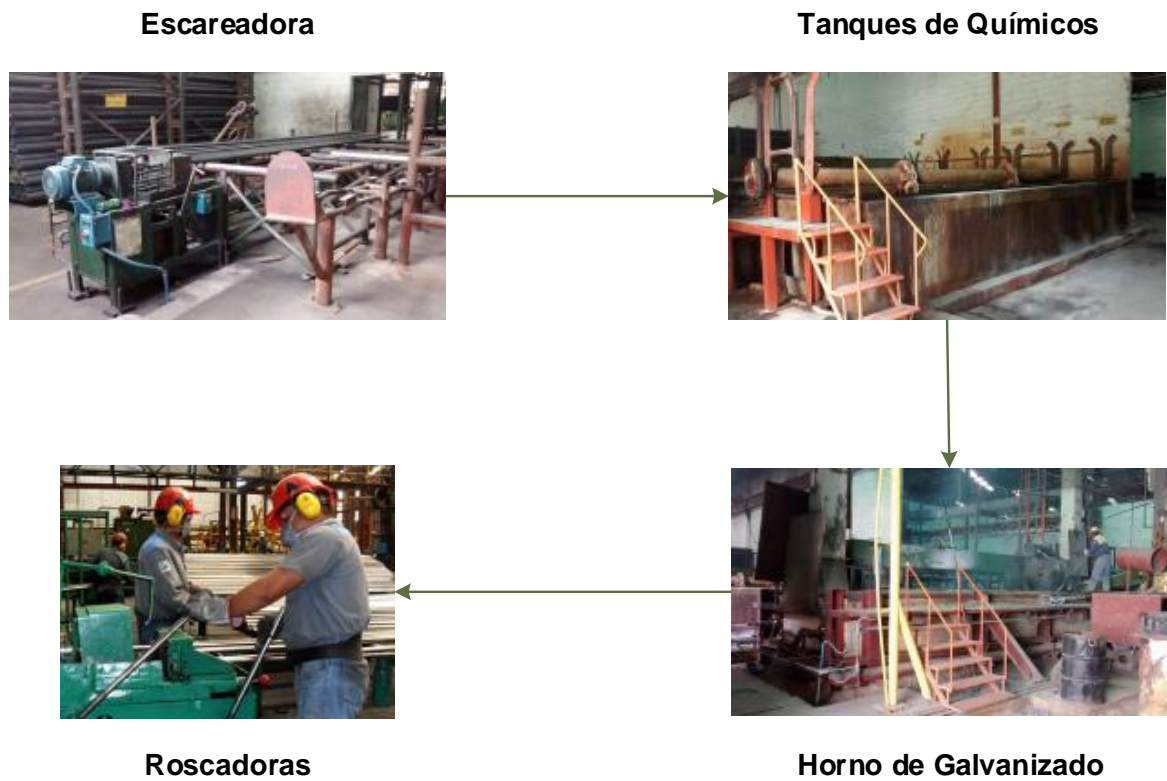 Escareadora
Tanques de Químicos
Roscadoras
Horno de Galvanizado